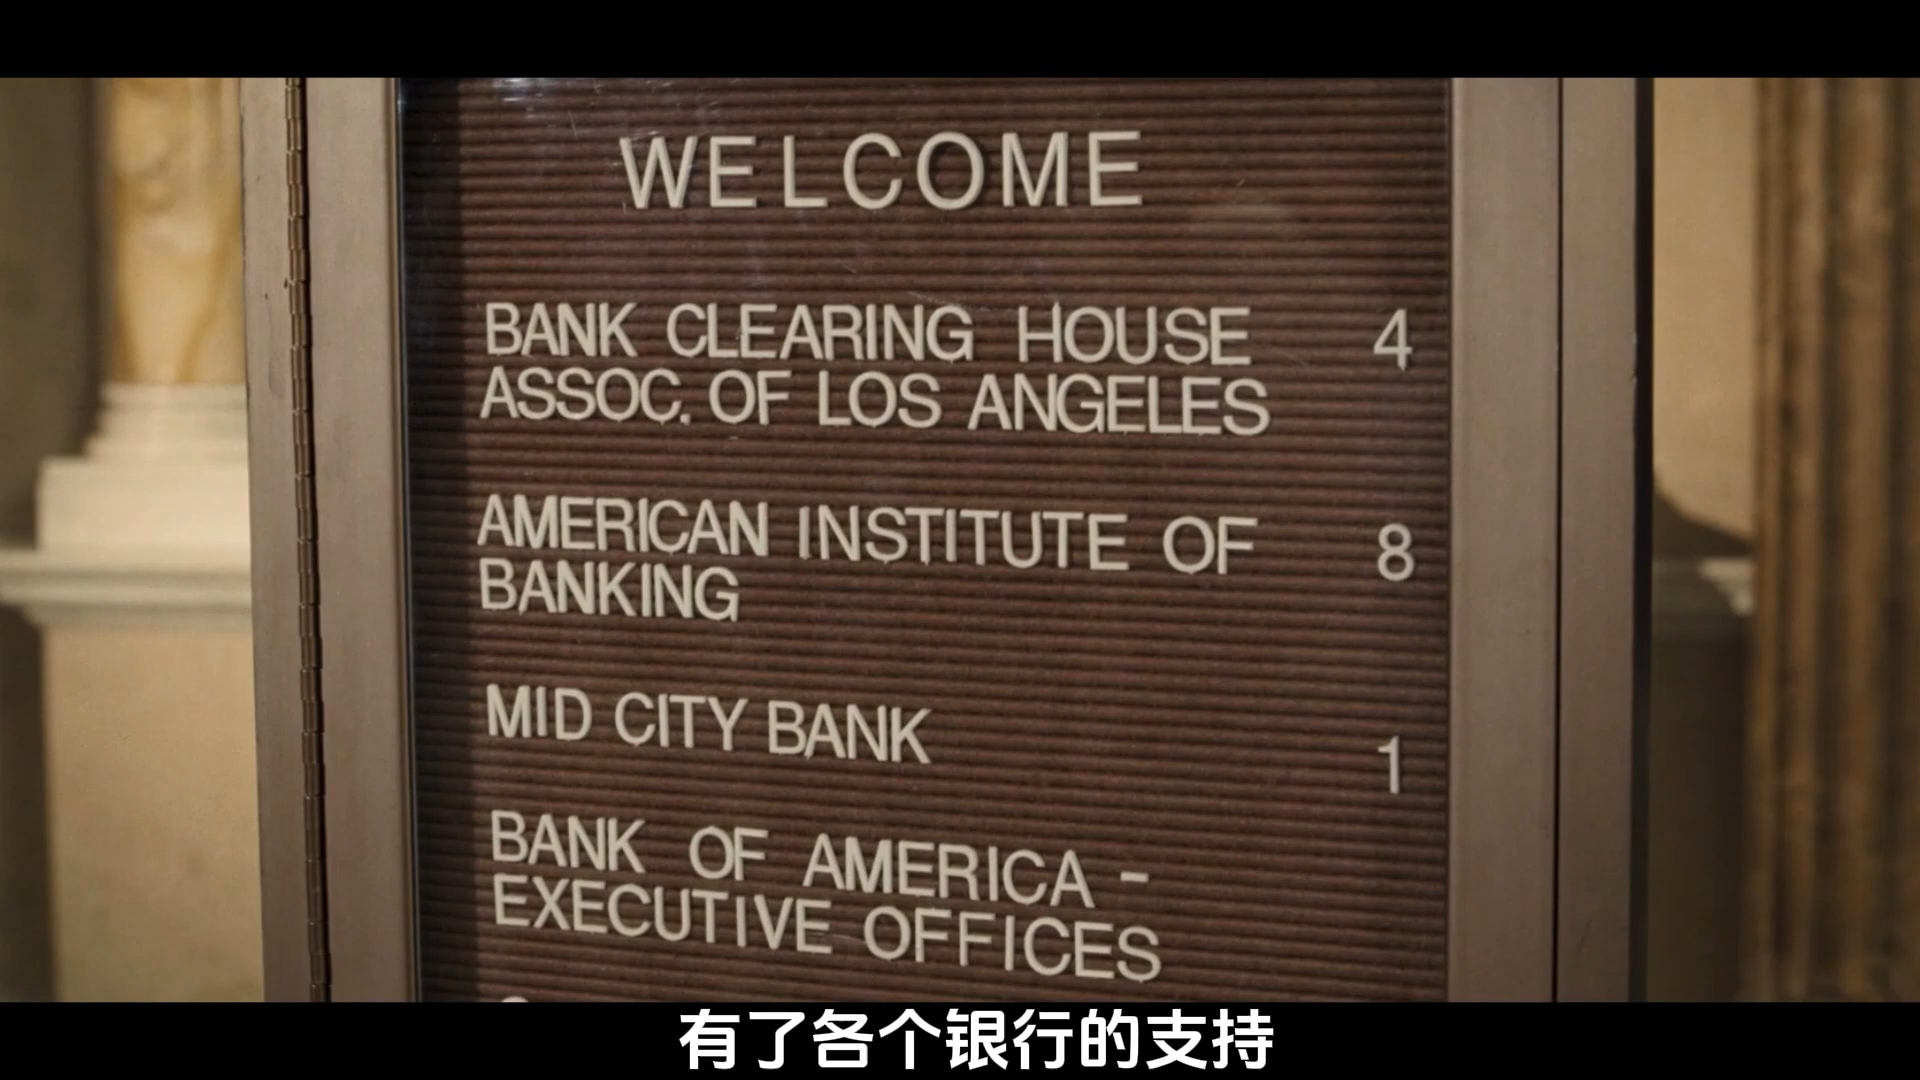 WELCOME
BANK CLEARING HOUSE 4
ASSOC. OF LOS ANGELES
AMERICAN INSTITUTE OF 8
BANKING
MID CITY BANK 1
BANK OF AMERICA -
EXECUTIVE OFFICES
有了各个银行的支持